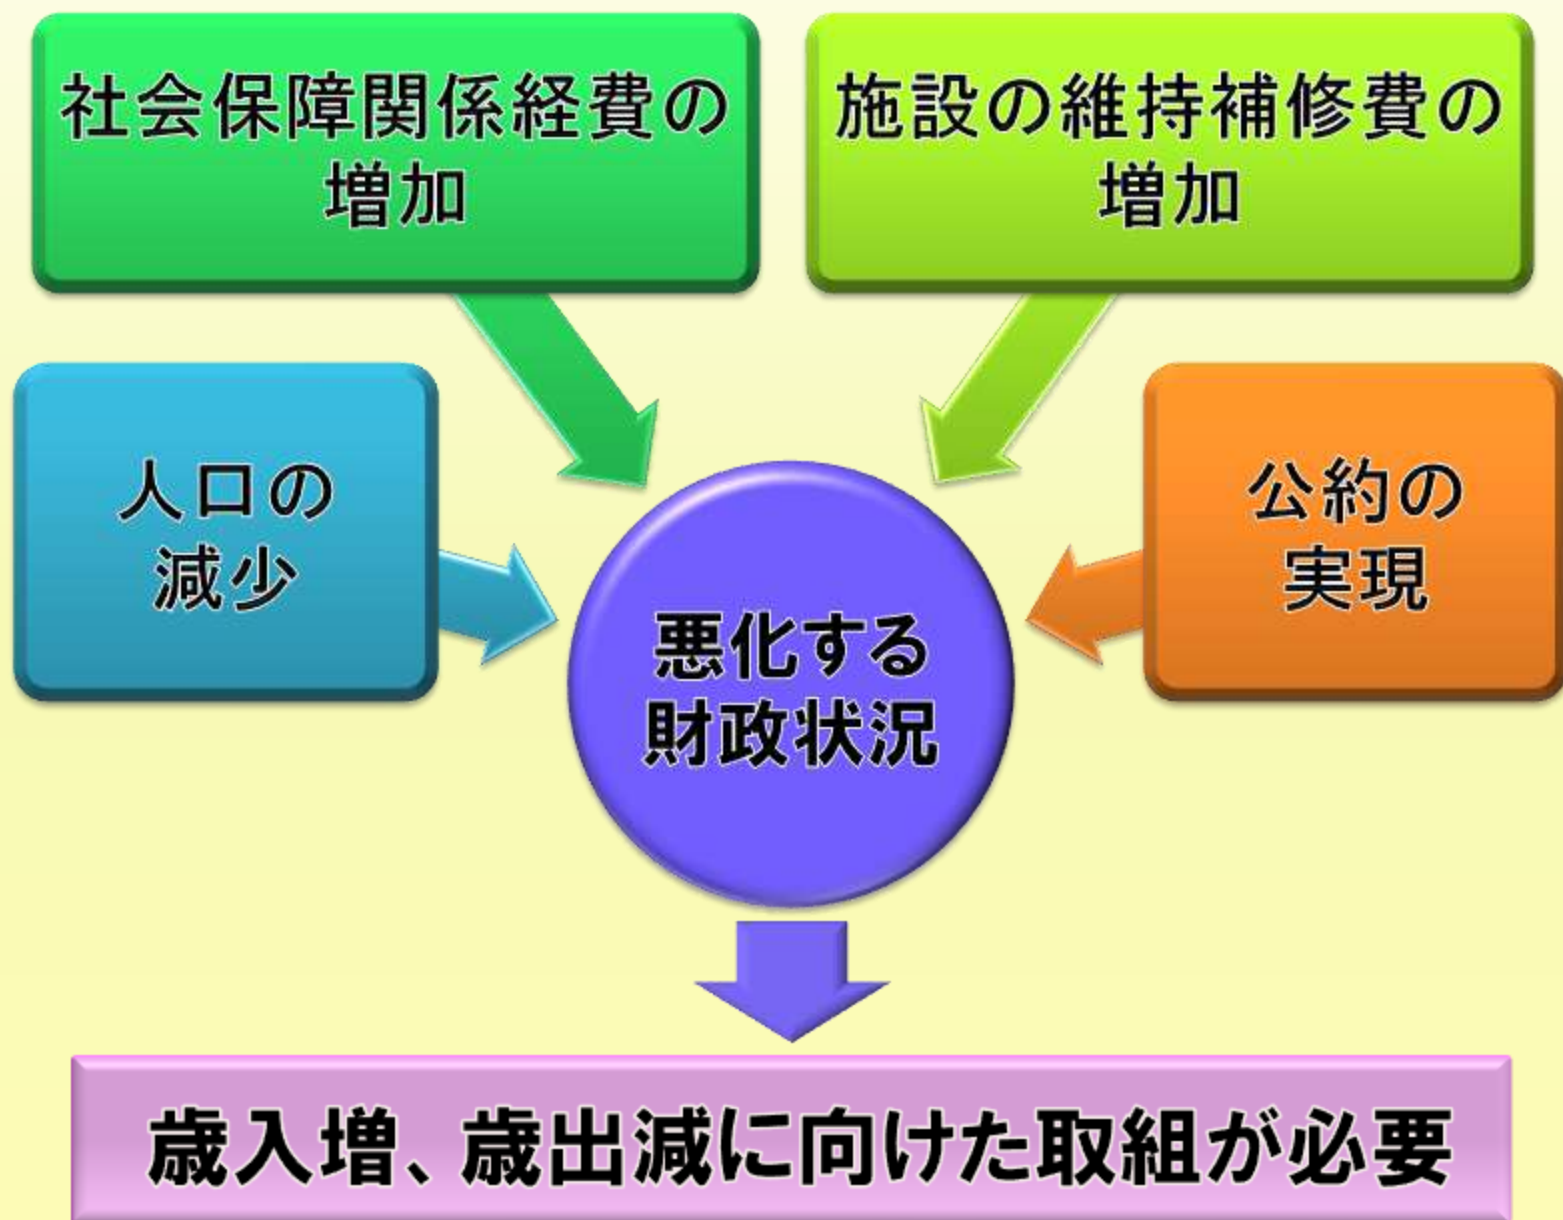 社会保障関係経費の
増加
施設の維持補修費の
増加
人口の
減少
公約の
実現
悪化する
財政状況
歳入増、歳出減に向けた取組が必要